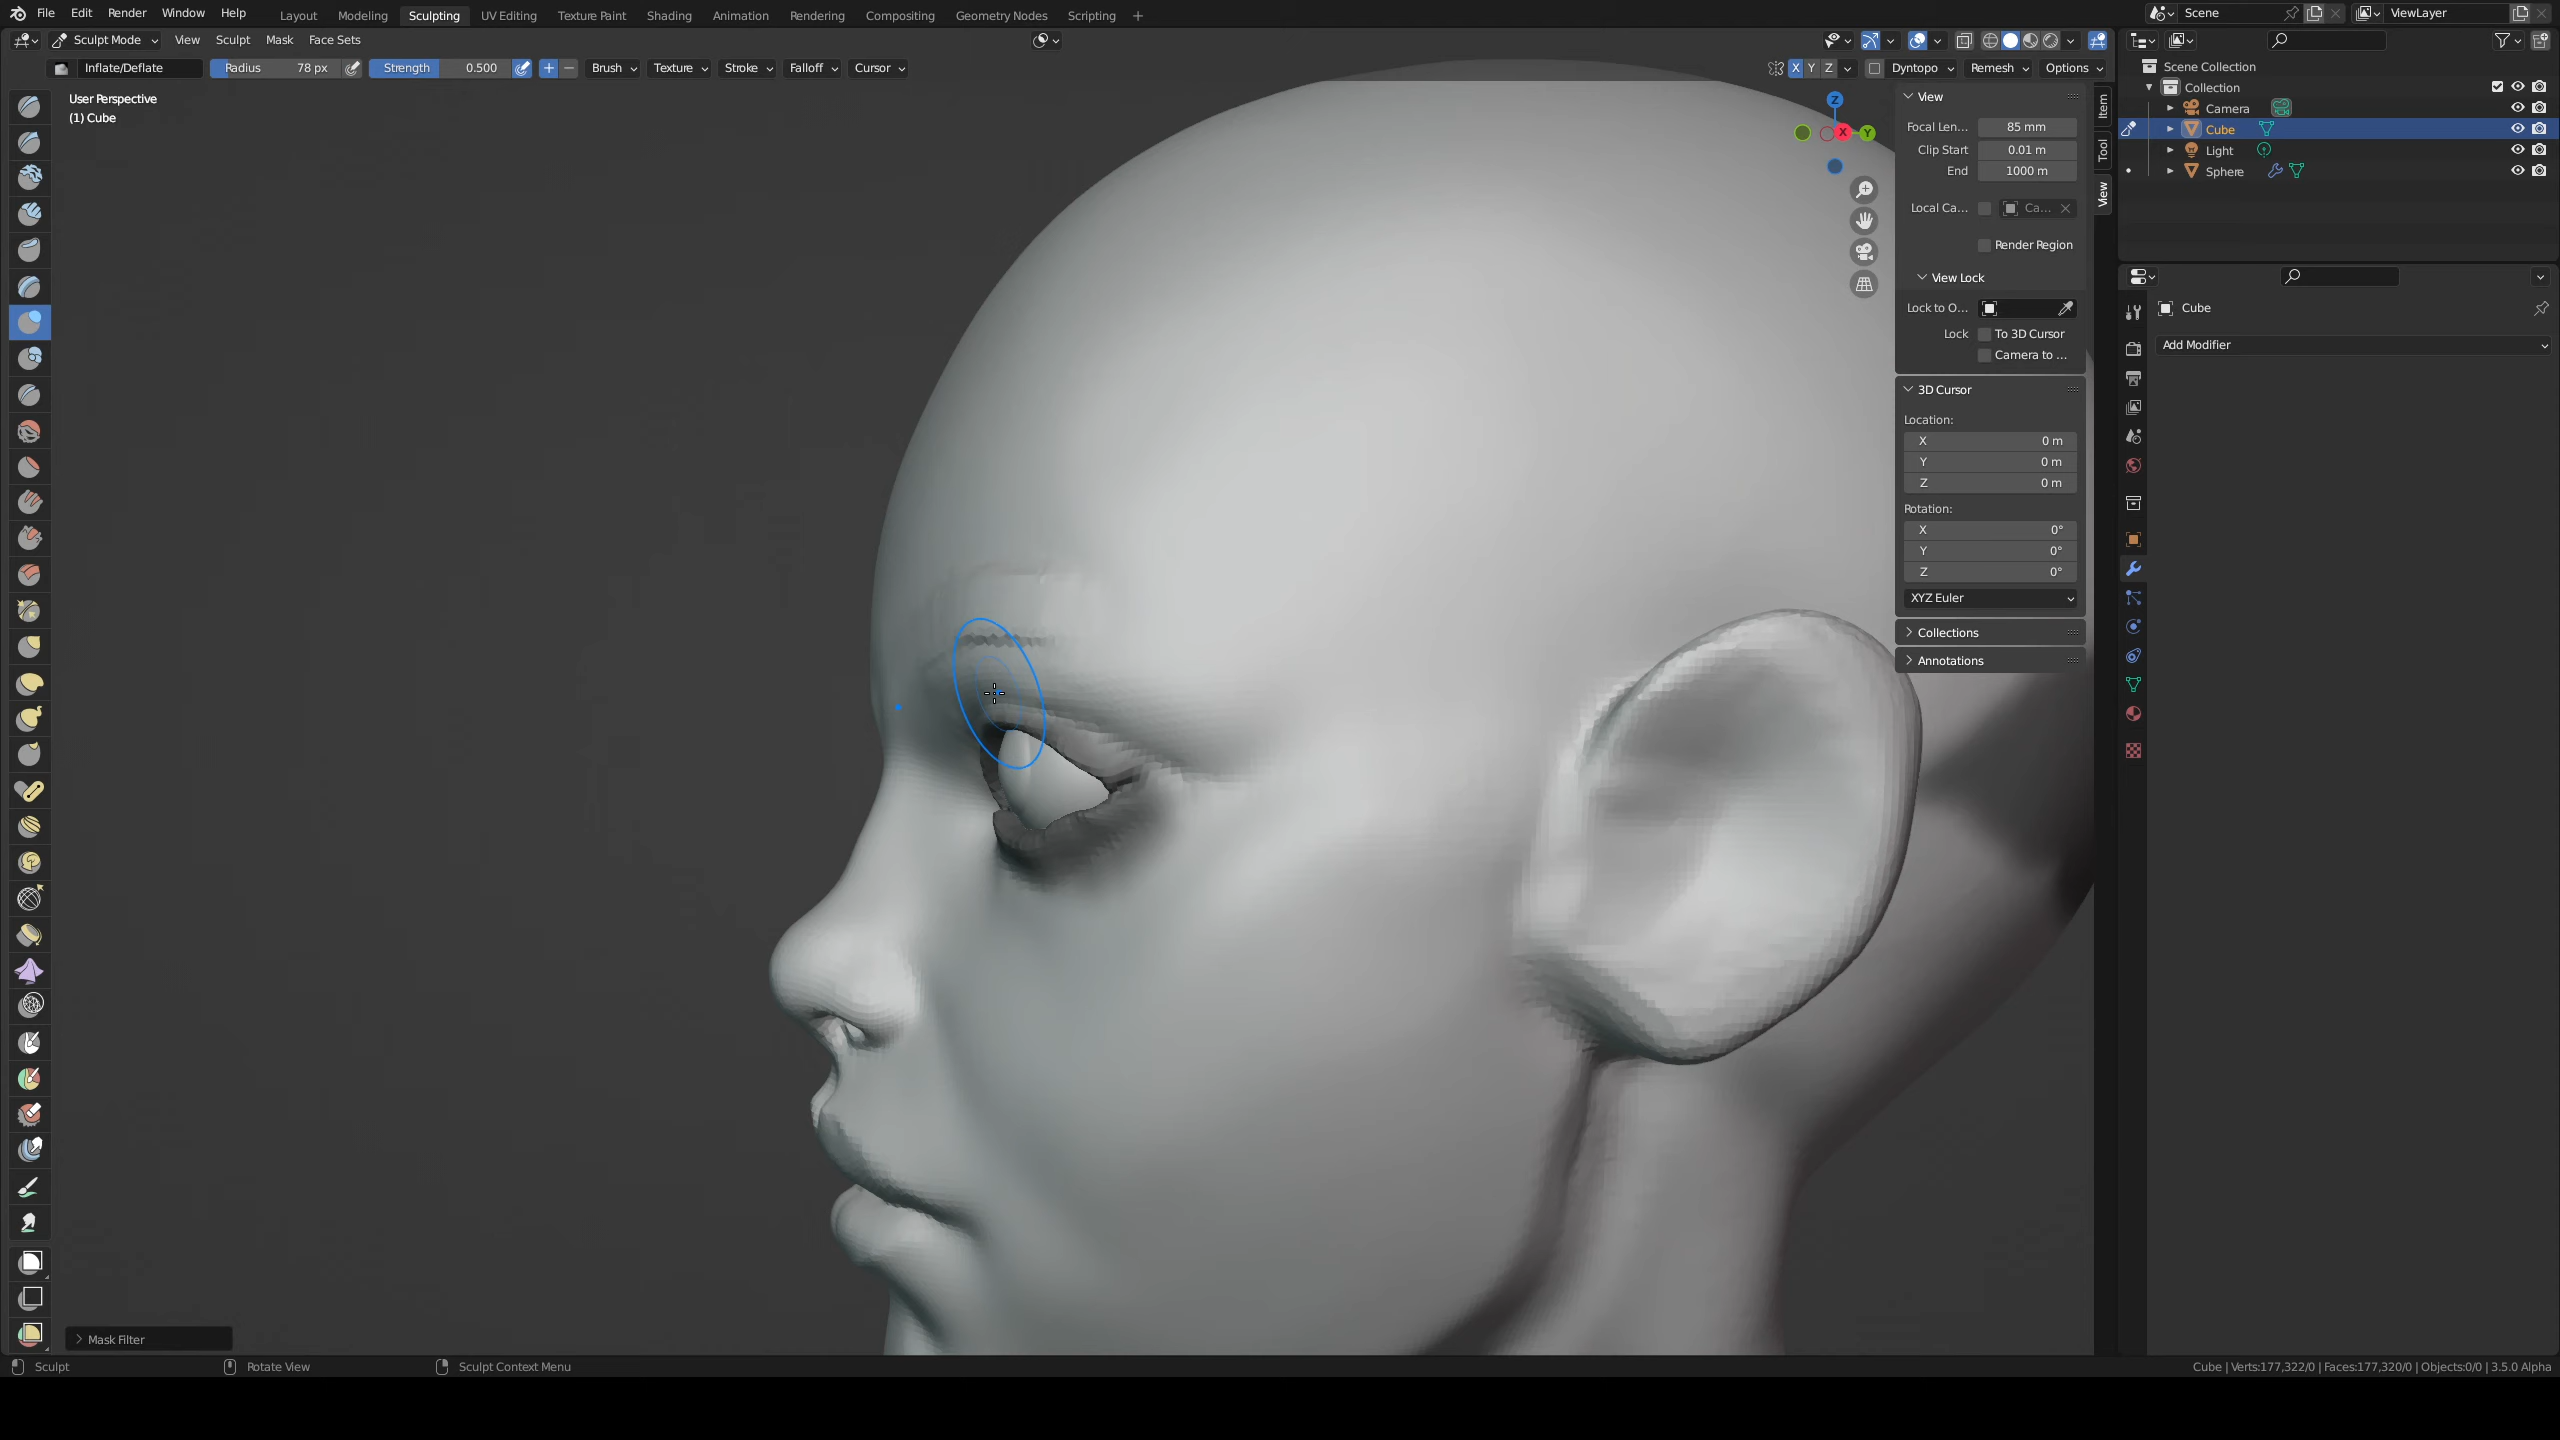 File Edit Render Window Help Layout Modeling Sculpting UV Editing Texture Paint Shading Animation Rendering Compositing Geometry Nodes Scripting + Scene ViewLayer
Sculpt Mode View Sculpt Mask Face Sets
Inflate/Deflate Radius 78 px Strength 0.500 + − Brush Texture Stroke Falloff Cursor X Y Z Dyntopo Remesh Options
User Perspective
(1) Cube
Z
X
Y
View
Focal Len... 85 mm
Clip Start 0.01 m
End 1000 m
Local Ca... Ca...
Render Region
View Lock
Lock to O...
Lock To 3D Cursor
Camera to ...
3D Cursor
Location:
X 0 m
Y 0 m
Z 0 m
Rotation:
X 0°
Y 0°
Z 0°
XYZ Euler
Collections
Annotations
Item
Tool
View
Scene Collection
Collection
Camera
Cube
Light
Sphere
Cube
Add Modifier
Mask Filter
Sculpt Rotate View Sculpt Context Menu Cube | Verts:177,322/0 | Faces:177,320/0 | Objects:0/0 | 3.5.0 Alpha